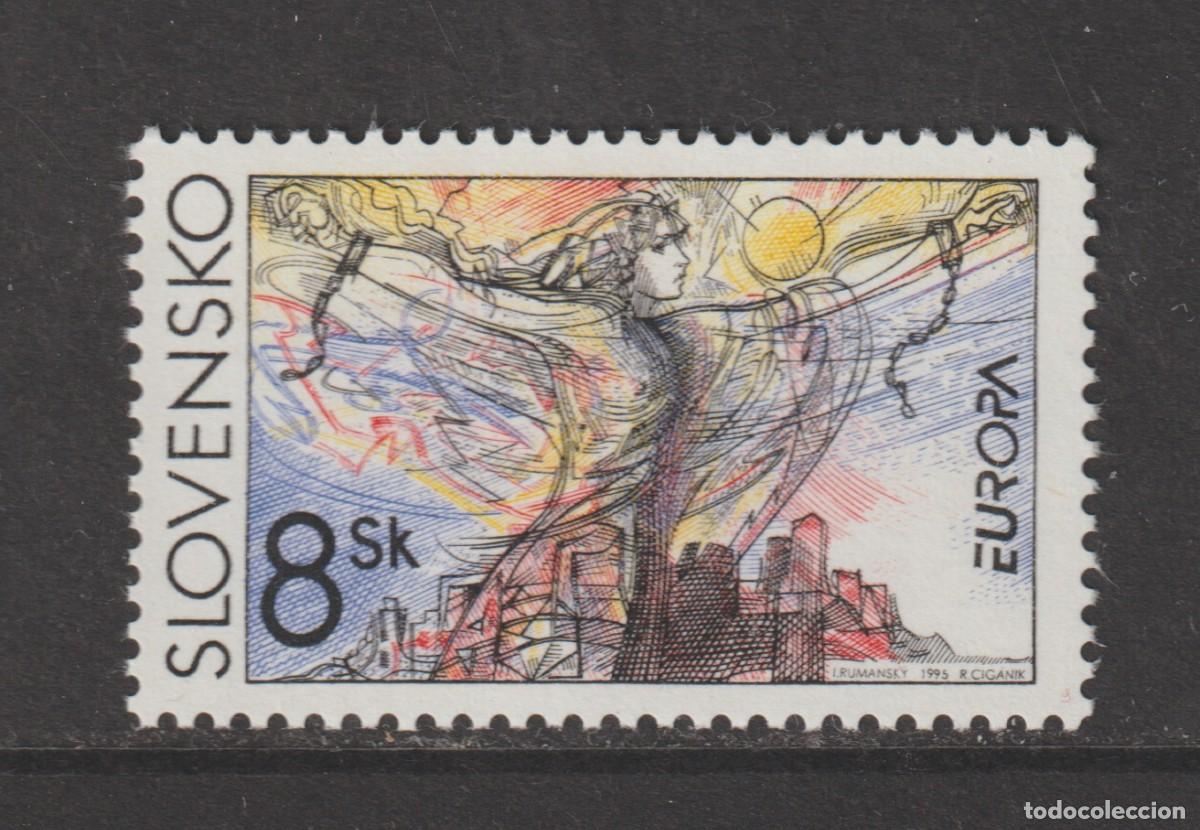 SLOVENSKO
8 Sk
EUROPA
I.RUMANSKY 1995 R.CIGANIK
todocoleccion